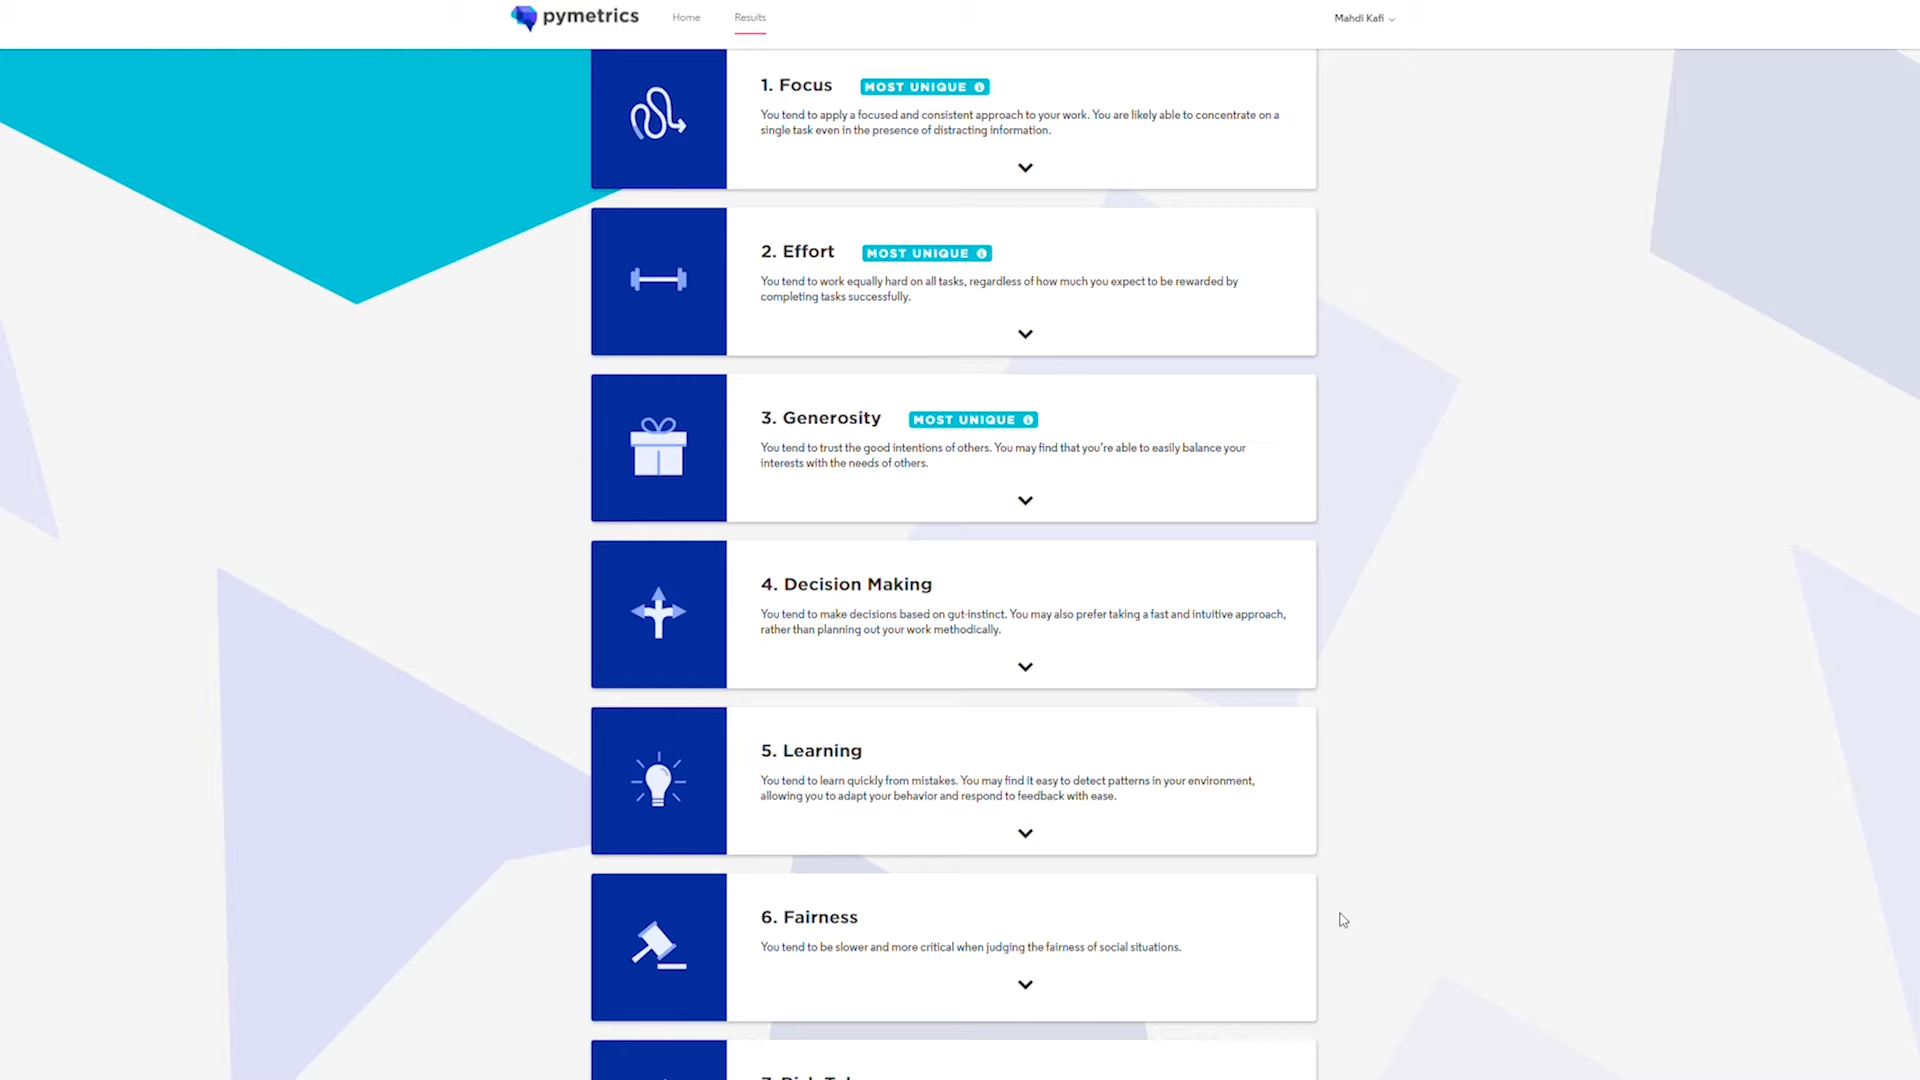 pymetrics
Home
Results
Mahdi Kafi
1. Focus
MOST UNIQUE
You tend to apply a focused and consistent approach to your work. You are likely able to concentrate on a
single task even in the presence of distracting information.
2. Effort
MOST UNIQUE
You tend to work equally hard on all tasks, regardless of how much you expect to be rewarded by
completing tasks successfully.
3. Generosity
MOST UNIQUE
You tend to trust the good intentions of others. You may find that you're able to easily balance your
interests with the needs of others.
4. Decision Making
You tend to make decisions based on gut-instinct. You may also prefer taking a fast and intuitive approach,
rather than planning out your work methodically.
5. Learning
You tend to learn quickly from mistakes. You may find it easy to detect patterns in your environment,
allowing you to adapt your behavior and respond to feedback with ease.
6. Fairness
You tend to be slower and more critical when judging the fairness of social situations.